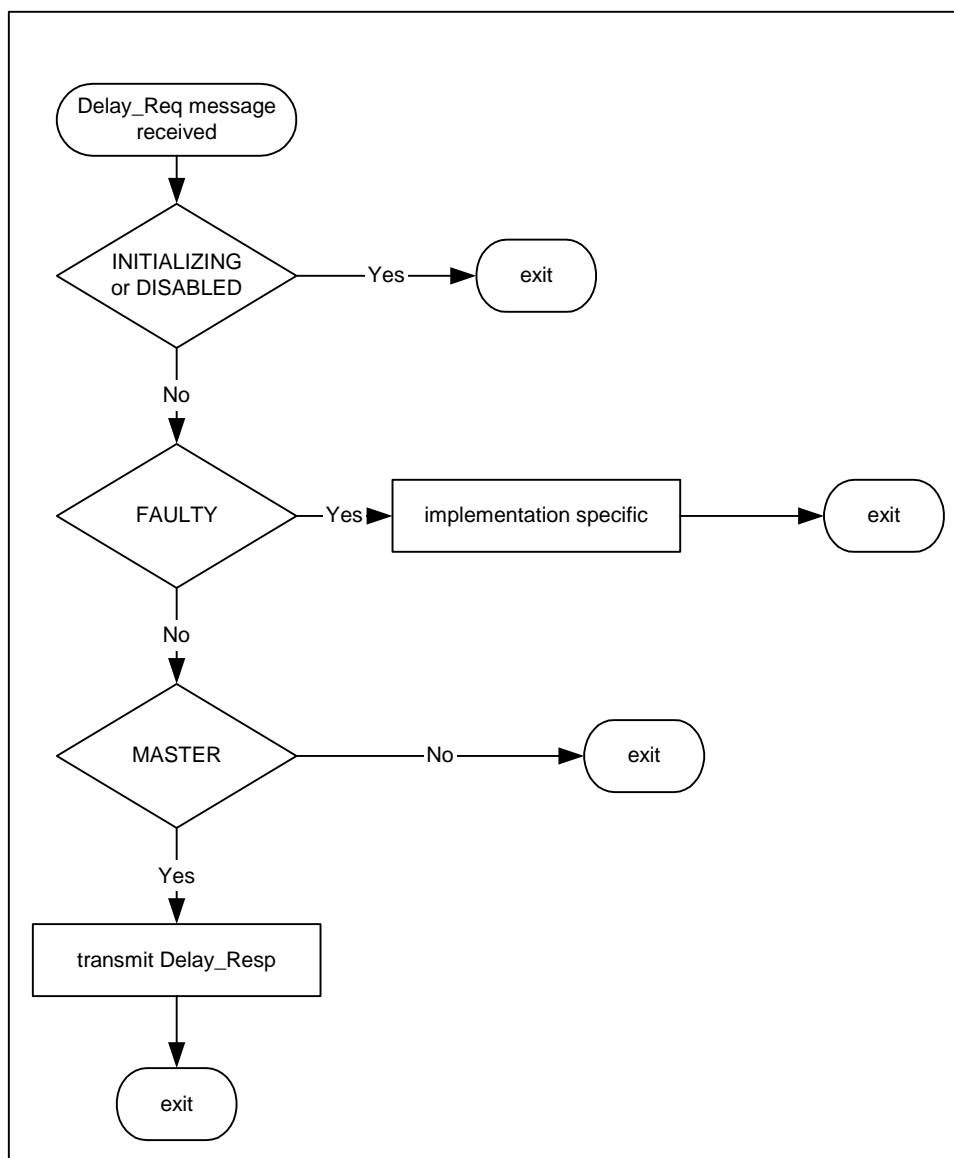 Delay_Req message
received
INITIALIZING
or DISABLED
Yes
exit
No
FAULTY
Yes
implementation specific
exit
No
MASTER
No
exit
Yes
transmit Delay_Resp
exit